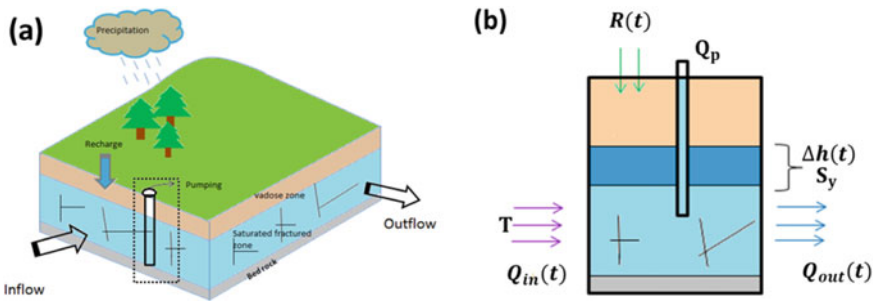 (a)
Precipitation
Recharge
Pumping
vadose zone
Saturated fractured
zone
Bed rock
Inflow
Outflow
(b)
R(t)
Qp
Δh(t)
Sy
T
Qin(t)
Qout(t)